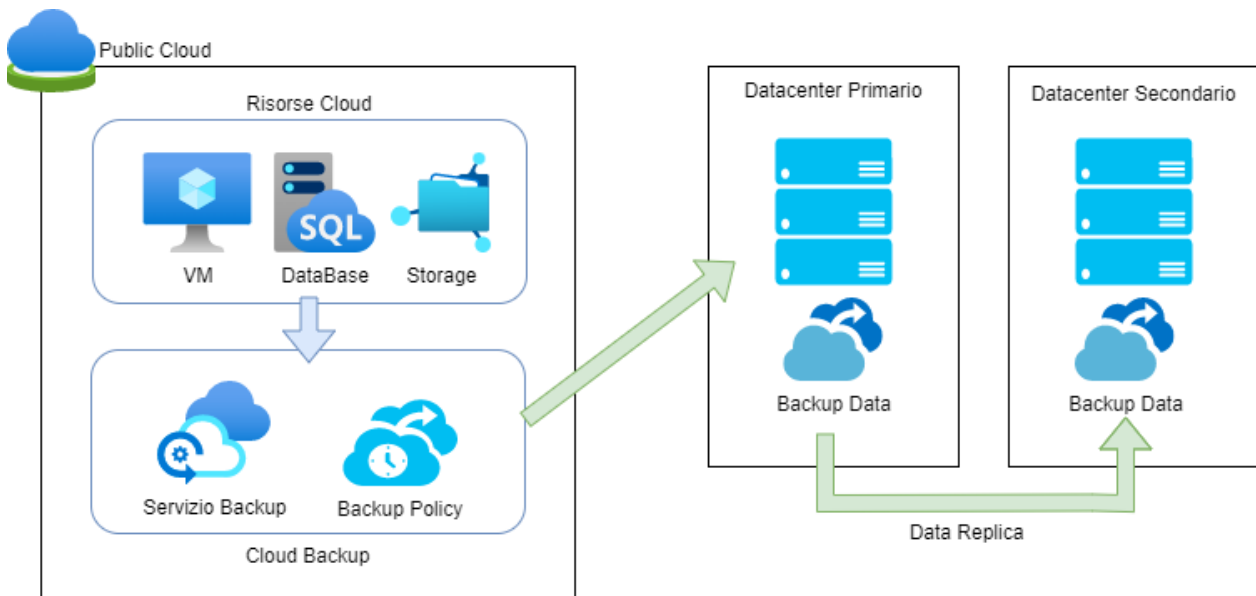 Public Cloud
Risorse Cloud
VM
DataBase
Storage
SQL
Servizio Backup
Backup Policy
Cloud Backup
Datacenter Primario
Backup Data
Datacenter Secondario
Backup Data
Data Replica